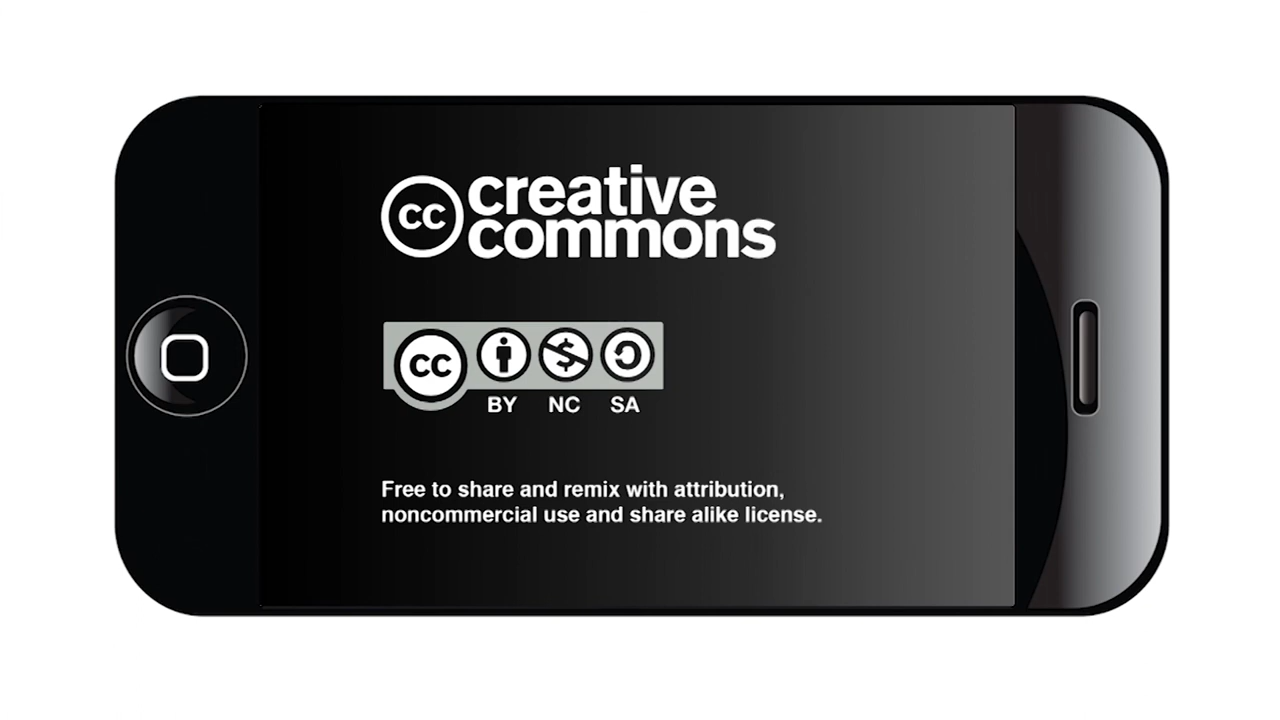 cc creative
commons
cc
BY NC SA
Free to share and remix with attribution,
noncommercial use and share alike license.